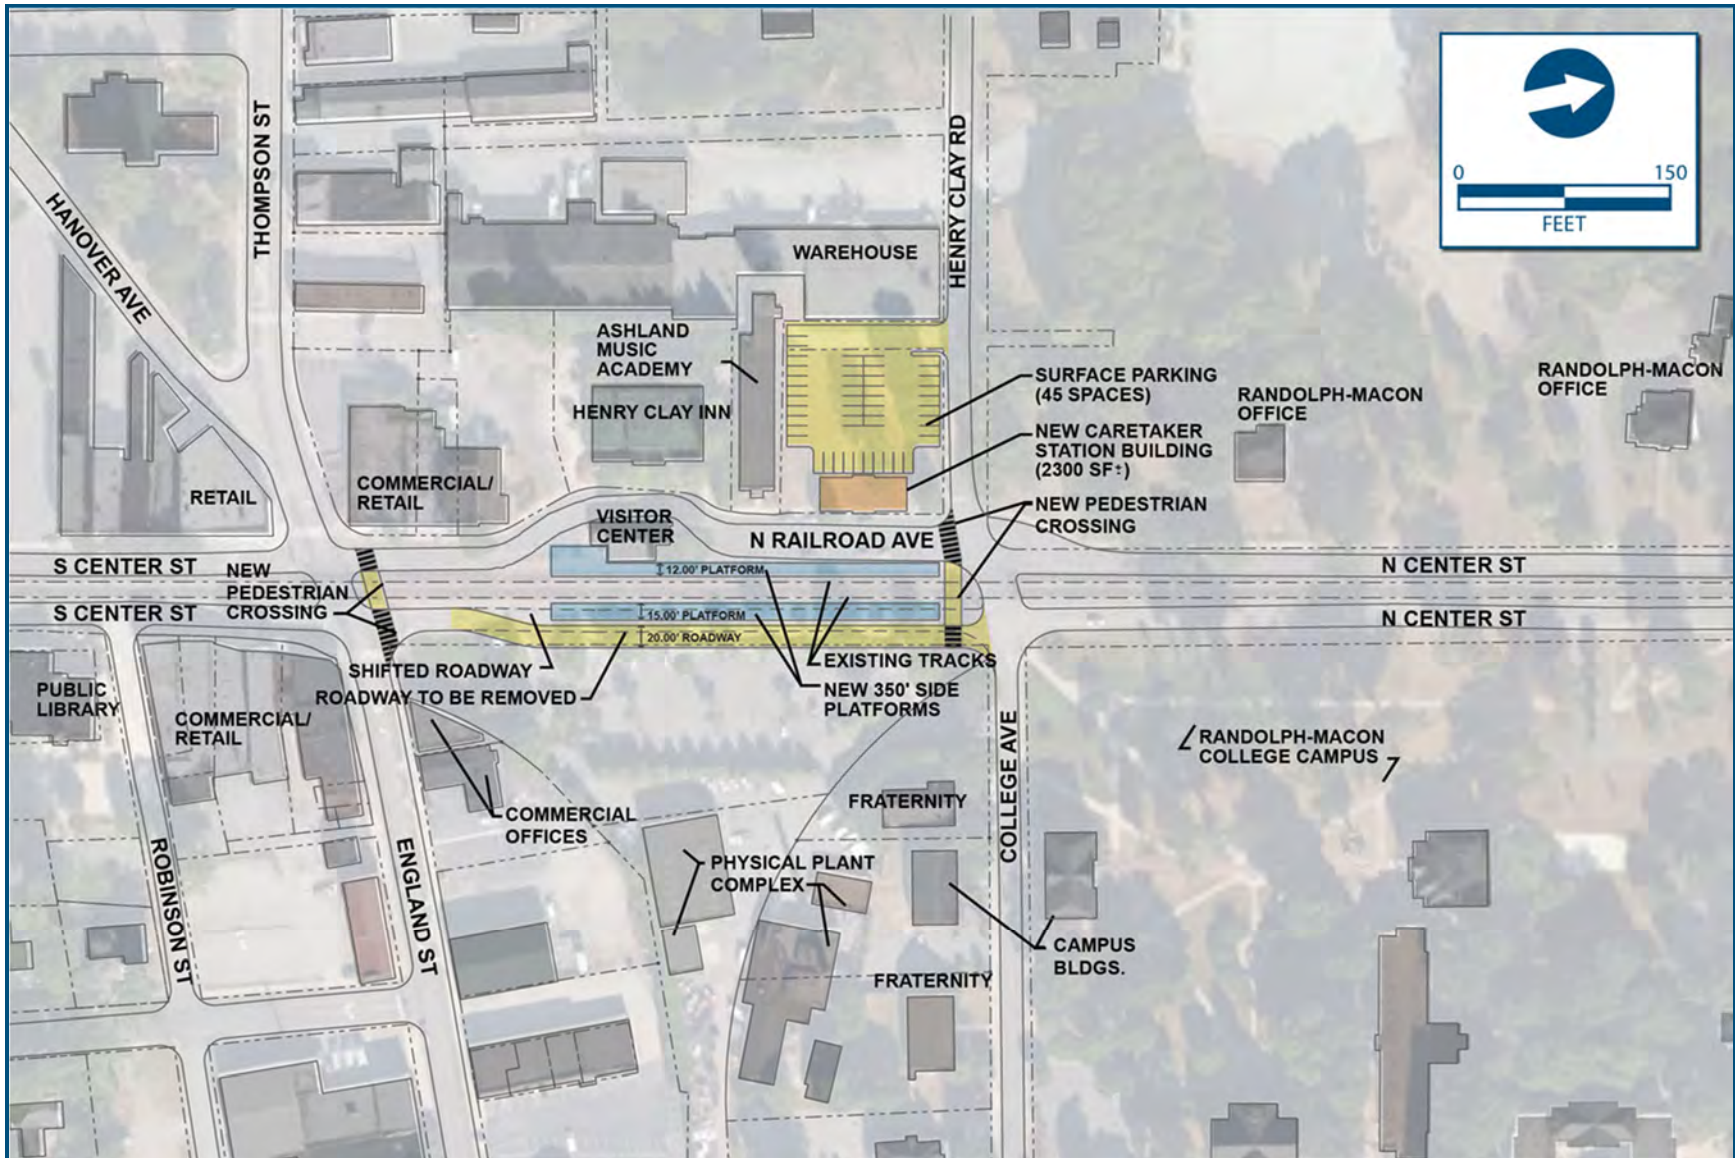 0 150
FEET
THOMPSON ST
HANOVER AVE
HENRY CLAY RD
WAREHOUSE
ASHLAND
MUSIC
ACADEMY
HENRY CLAY INN
SURFACE PARKING
(45 SPACES)
RANDOLPH-MACON
OFFICE
RANDOLPH-MACON
OFFICE
NEW CARETAKER
STATION BUILDING
(2300 SF±)
RETAIL
COMMERCIAL/
RETAIL
NEW PEDESTRIAN
CROSSING
VISITOR
CENTER
N RAILROAD AVE
S CENTER ST
NEW
PEDESTRIAN
CROSSING
12.00' PLATFORM
N CENTER ST
S CENTER ST
15.00' PLATFORM
N CENTER ST
20.00' ROADWAY
SHIFTED ROADWAY
EXISTING TRACKS
ROADWAY TO BE REMOVED
NEW 350' SIDE
PLATFORMS
PUBLIC
LIBRARY
COMMERCIAL/
RETAIL
RANDOLPH-MACON
COLLEGE CAMPUS
COLLEGE AVE
COMMERCIAL
OFFICES
FRATERNITY
ROBINSON ST
ENGLAND ST
PHYSICAL PLANT
COMPLEX
CAMPUS
BLDGS.
FRATERNITY